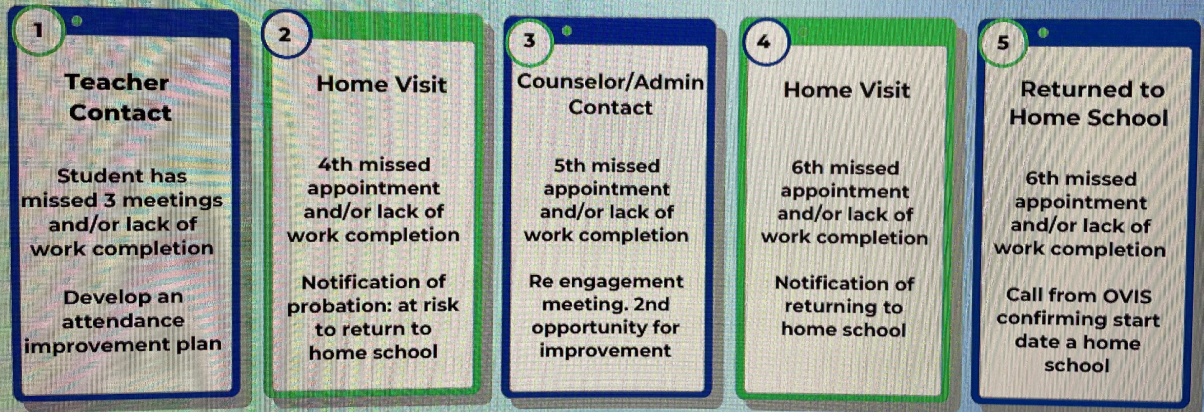 1
Teacher
Contact
Student has
missed 3 meetings
and/or lack of
work completion
Develop an
attendance
improvement plan
2
Home Visit
4th missed
appointment
and/or lack of
work completion
Notification of
probation: at risk
to return to
home school
3
Counselor/Admin
Contact
5th missed
appointment
and/or lack of
work completion
Re engagement
meeting. 2nd
opportunity for
improvement
4
Home Visit
6th missed
appointment
and/or lack of
work completion
Notification of
returning to
home school
5
Returned to
Home School
6th missed
appointment
and/or lack of
work completion
Call from OVIS
confirming start
date a home
school